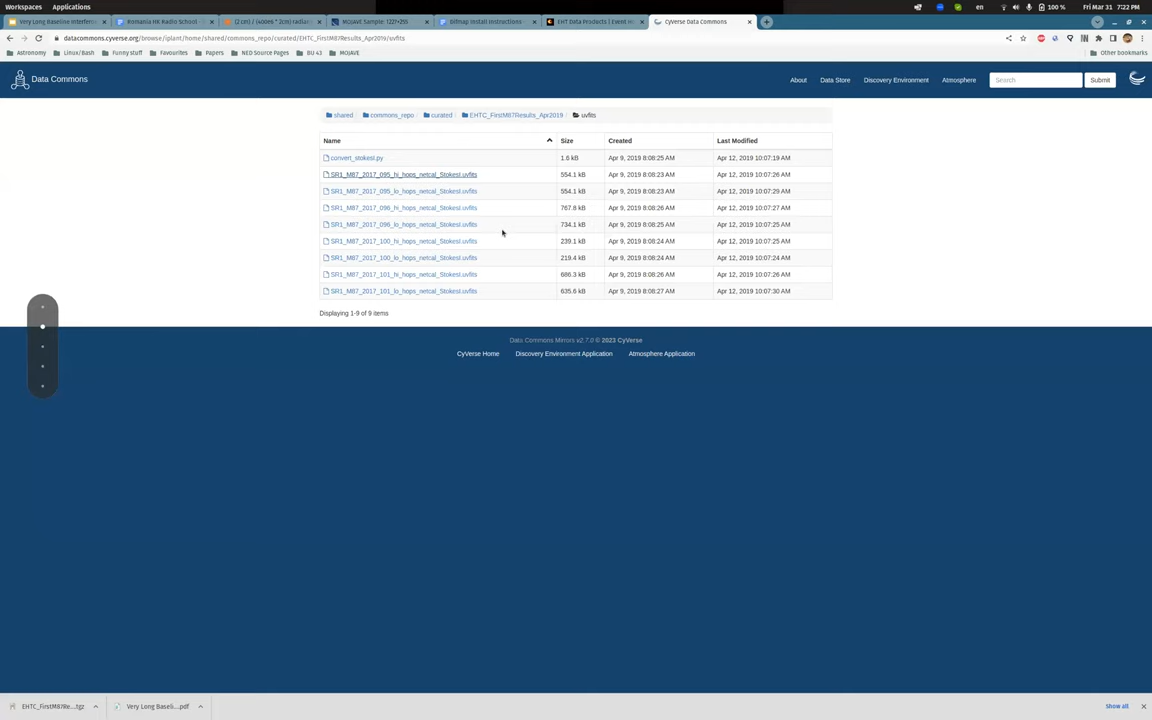 Workspaces Applications en 100 % Fri Mar 31 7:22 PM
Very Long Baseline Interfero Romania HK Radio School - (2 cm) / (4000$ * 2cm) radian MOJAVE Sample: 1227+255 bitmap install instructions - EHT Data Products | Event H CyVerse Data Commons
datacommons.cyverse.org/browse/iplant/home/shared/commons_repo/curated/EHTC_FirstM87Results_Apr2019/uvfits
Astronomy Linux/Bash Funny stuff Favourites Papers NED Source Pages BU 43 MOJAVE Other bookmarks
Data Commons About Data Store Discovery Environment Atmosphere Search Submit
shared / commons_repo / curated / EHTC_FirstM87Results_Apr2019 / uvfits
Name Size Created Last Modified
convert_stokesI.py 1.6 kB Apr 9, 2019 8:08:25 AM Apr 12, 2019 10:07:19 AM
SR1_M87_2017_095_hi_hops_netcal_StokesI.uvfits 554.1 kB Apr 9, 2019 8:08:23 AM Apr 12, 2019 10:07:26 AM
SR1_M87_2017_095_lo_hops_netcal_StokesI.uvfits 554.1 kB Apr 9, 2019 8:08:23 AM Apr 12, 2019 10:07:29 AM
SR1_M87_2017_096_hi_hops_netcal_StokesI.uvfits 767.8 kB Apr 9, 2019 8:08:26 AM Apr 12, 2019 10:07:27 AM
SR1_M87_2017_096_lo_hops_netcal_StokesI.uvfits 734.1 kB Apr 9, 2019 8:08:25 AM Apr 12, 2019 10:07:25 AM
SR1_M87_2017_100_hi_hops_netcal_StokesI.uvfits 239.1 kB Apr 9, 2019 8:08:24 AM Apr 12, 2019 10:07:25 AM
SR1_M87_2017_100_lo_hops_netcal_StokesI.uvfits 219.4 kB Apr 9, 2019 8:08:24 AM Apr 12, 2019 10:07:24 AM
SR1_M87_2017_101_hi_hops_netcal_StokesI.uvfits 686.3 kB Apr 9, 2019 8:08:26 AM Apr 12, 2019 10:07:26 AM
SR1_M87_2017_101_lo_hops_netcal_StokesI.uvfits 635.6 kB Apr 9, 2019 8:08:27 AM Apr 12, 2019 10:07:30 AM
Displaying 1-9 of 9 items
Data Commons Mirrors v2.7.0 © 2023 CyVerse
CyVerse Home Discovery Environment Application Atmosphere Application
EHTC_FirstM87Re....tgz Very Long Baseli....pdf Show all